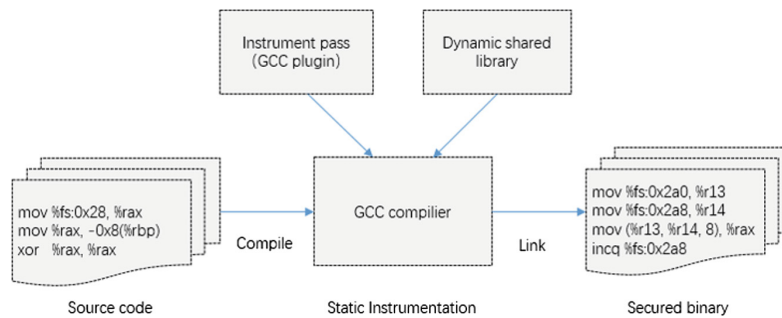 Instrument pass
(GCC plugin)
Dynamic shared
library
mov %fs:0x28, %rax
mov %rax, -0x8(%rbp)
xor %rax, %rax
Compile
GCC compilier
Link
mov %fs:0x2a0, %r13
mov %fs:0x2a8, %r14
mov (%r13, %r14, 8), %rax
incq %fs:0x2a8
Source code
Static Instrumentation
Secured binary